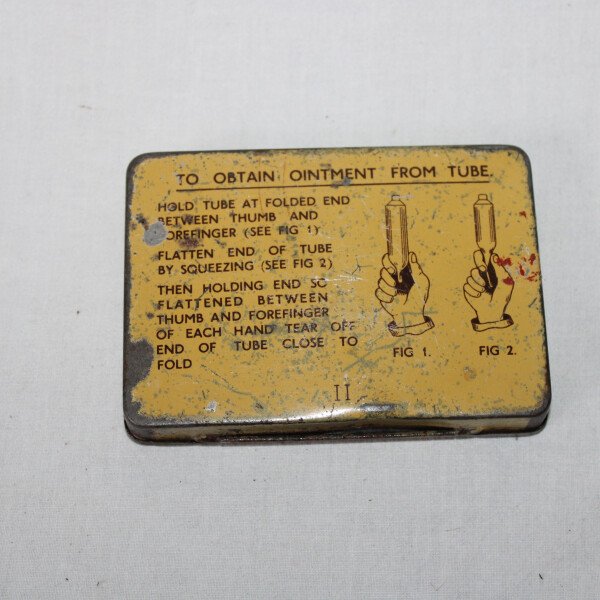 TO OBTAIN OINTMENT FROM TUBE.
HOLD TUBE AT FOLDED END
BETWEEN THUMB AND
FOREFINGER (SEE FIG 1)
FLATTEN END OF TUBE
BY SQUEEZING (SEE FIG 2)
THEN HOLDING END SO
FLATTENED BETWEEN
THUMB AND FOREFINGER
OF EACH HAND TEAR OFF
END OF TUBE CLOSE TO
FOLD
FIG 1.
FIG 2.
II